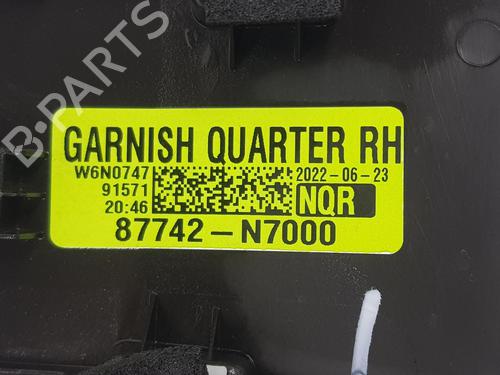 B-PARTS
GARNISH QUARTER RH
W6N0747 2022-06-23
91571
20:46 NQR
87742-N7000